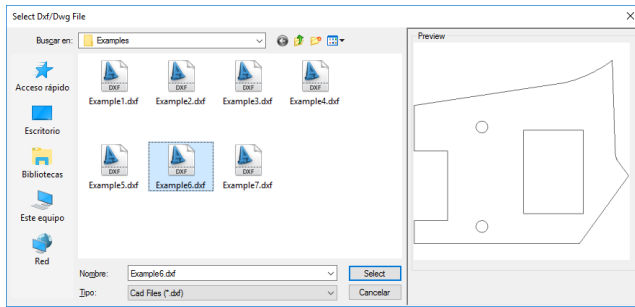 Select Dxf/Dwg File
Buscar en: Examples
Preview
Acceso rápido
Escritorio
Bibliotecas
Este equipo
Red
DXF DXF DXF DXF
Example1.dxf Example2.dxf Example3.dxf Example4.dxf
DXF DXF DXF
Example5.dxf Example6.dxf Example7.dxf
Nombre: Example6.dxf Select
Tipo: Cad Files (*.dxf) Cancelar